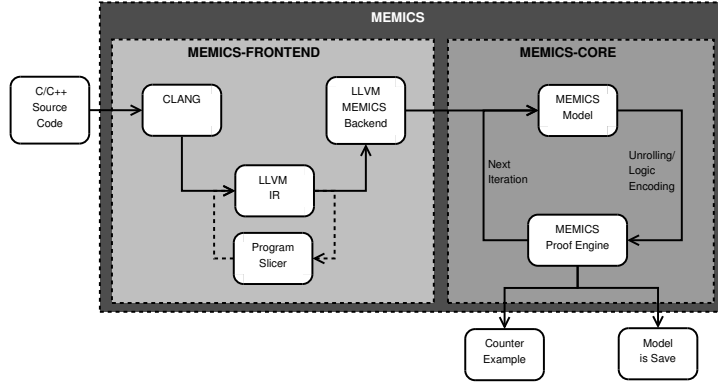 MEMICS
MEMICS-FRONTEND
MEMICS-CORE
C/C++
Source
Code
CLANG
LLVM
MEMICS
Backend
MEMICS
Model
LLVM
IR
Next
Iteration
Unrolling/
Logic
Encoding
Program
Slicer
MEMICS
Proof Engine
Counter
Example
Model
is Save